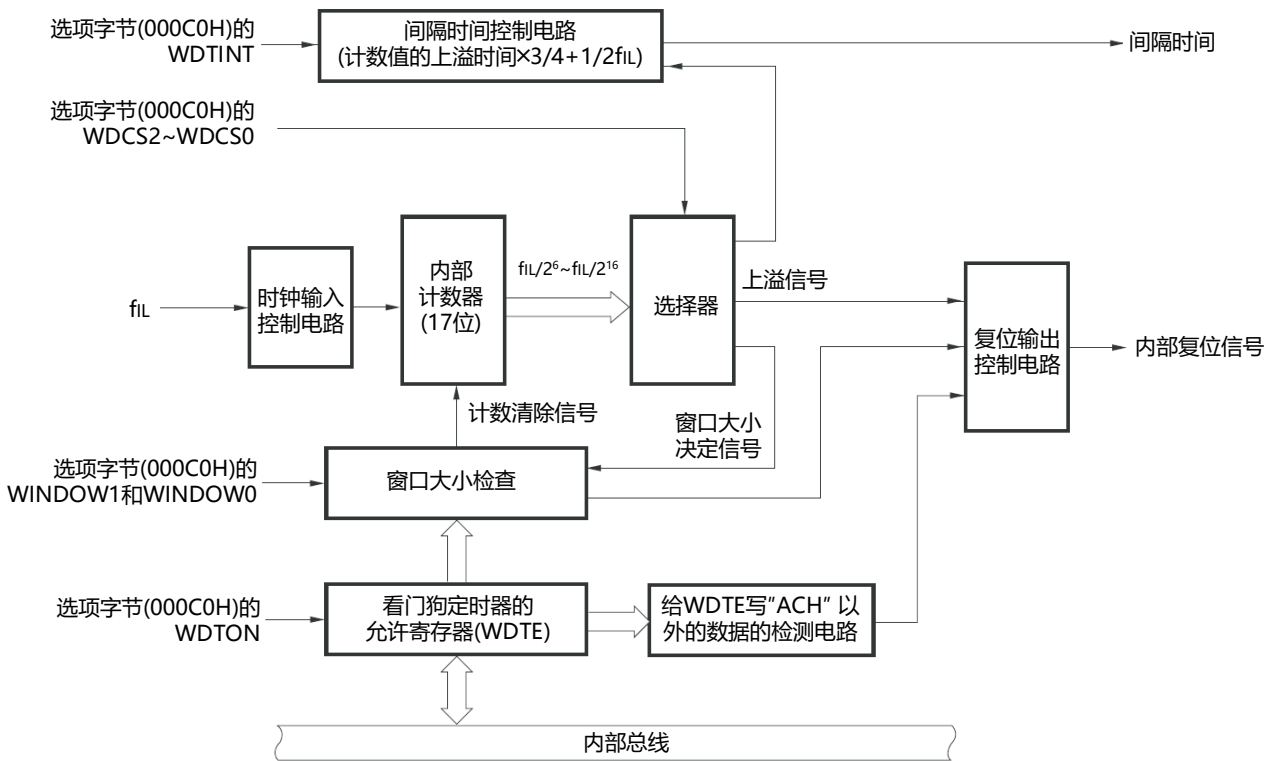 选项字节(000C0H)的
WDTINT
间隔时间控制电路
(计数值的上溢时间×3/4+1/2fIL)
间隔时间
选项字节(000C0H)的
WDCS2~WDCS0
fIL
时钟输入
控制电路
内部
计数器
(17位)
fIL/2⁶~fIL/2¹⁶
选择器
上溢信号
复位输出
控制电路
内部复位信号
计数清除信号
窗口大小
决定信号
选项字节(000C0H)的
WINDOW1和WINDOW0
窗口大小检查
选项字节(000C0H)的
WDTON
看门狗定时器的
允许寄存器(WDTE)
给WDTE写"ACH" 以
外的数据的检测电路
内部总线